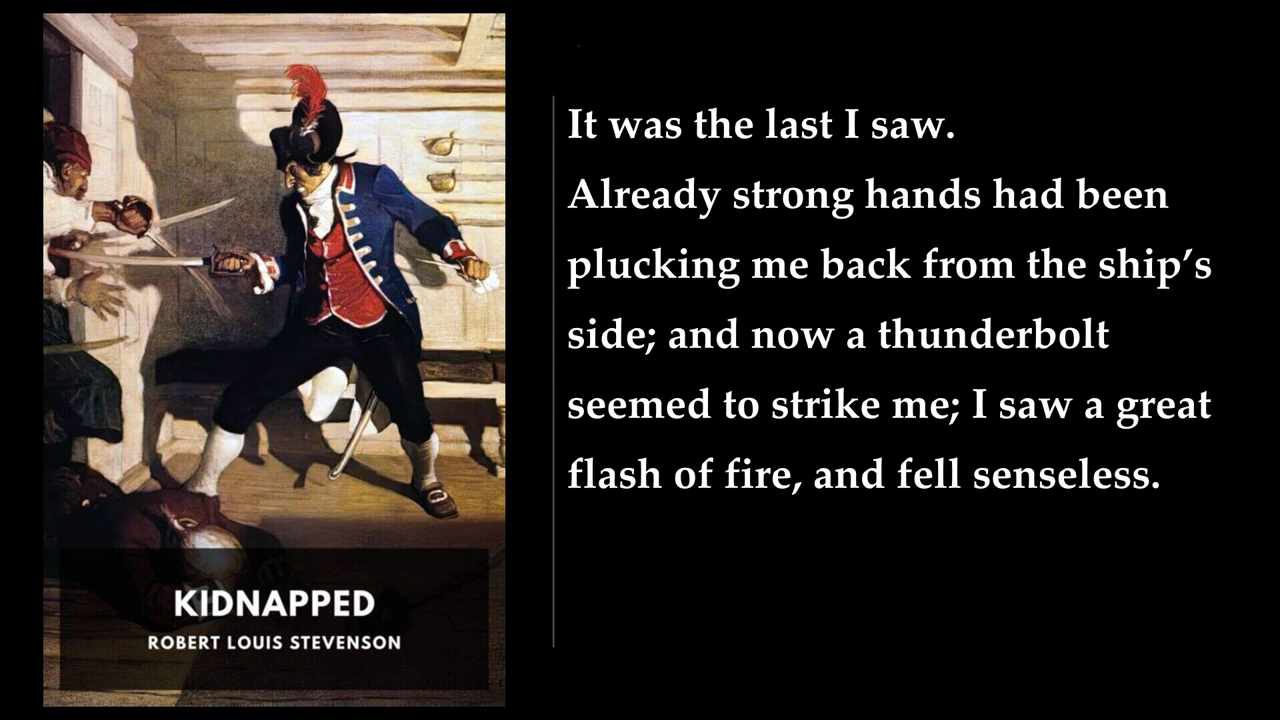 It was the last I saw.
Already strong hands had been
plucking me back from the ship’s
side; and now a thunderbolt
seemed to strike me; I saw a great
flash of fire, and fell senseless.
KIDNAPPED
ROBERT LOUIS STEVENSON